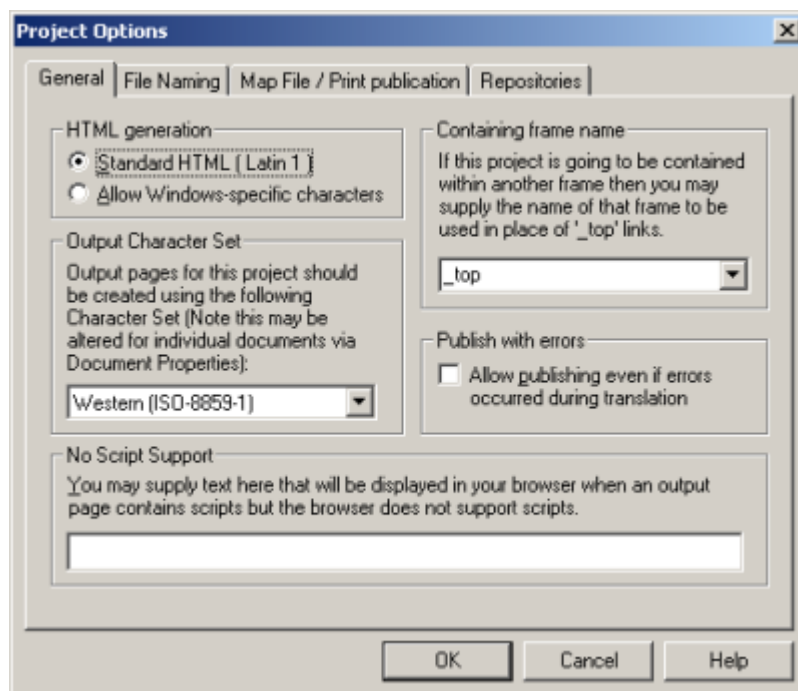 Project Options
General
File Naming
Map File / Print publication
Repositories
HTML generation
Standard HTML ( Latin 1 )
Allow Windows-specific characters
Output Character Set
Output pages for this project should
be created using the following
Character Set (Note this may be
altered for individual documents via
Document Properties):
Western (ISO-8859-1)
Containing frame name
If this project is going to be contained
within another frame then you may
supply the name of that frame to be
used in place of '_top' links.
_top
Publish with errors
Allow publishing even if errors
occurred during translation
No Script Support
You may supply text here that will be displayed in your browser when an output
page contains scripts but the browser does not support scripts.
OK
Cancel
Help